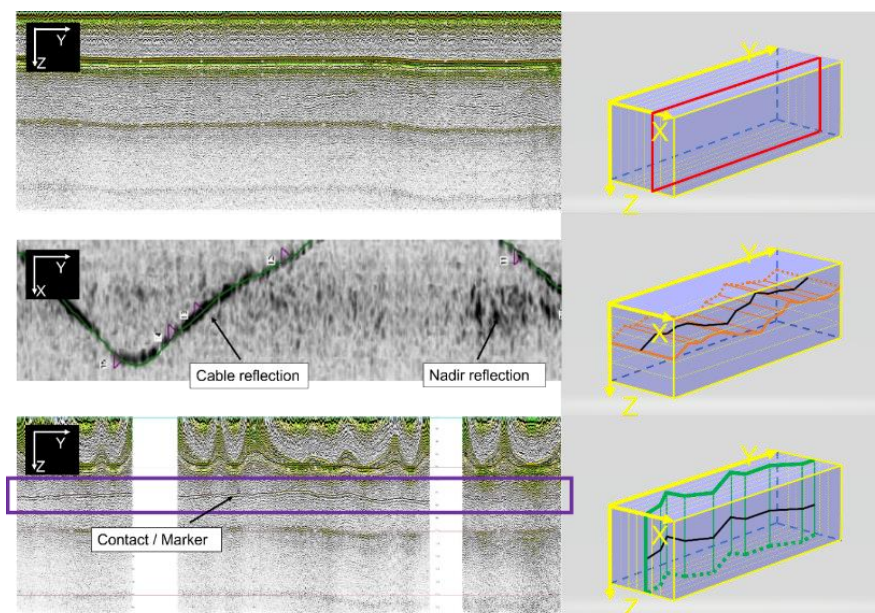 Y
Z
Y
X
Z
Y
X
Cable reflection
Nadir reflection
Y
X
Z
Y
Z
Contact / Marker
Y
X
Z